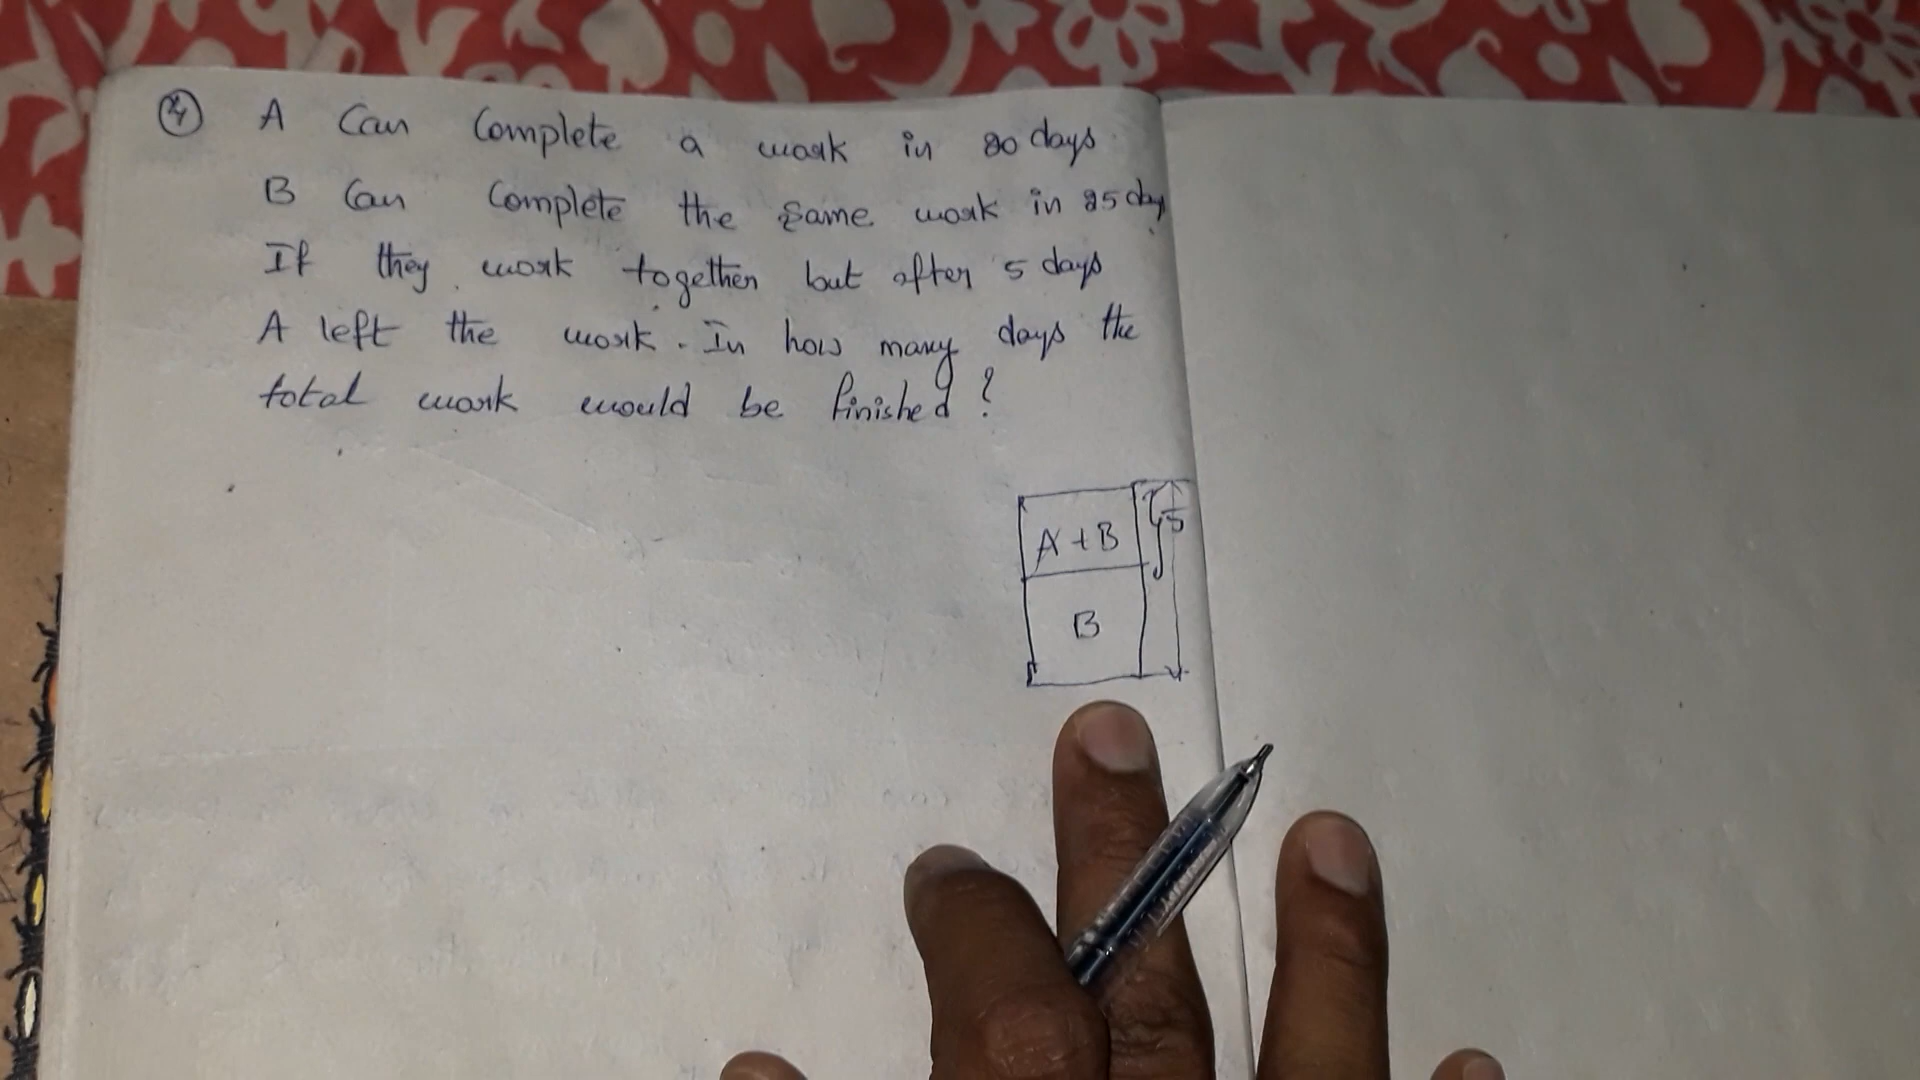 4 A Can Complete a work in 20 days
B Can Complete the same work in 25 days
If they work together but after 5 days
A left the work. In how many days the
total work would be finished?
A+B 5
B